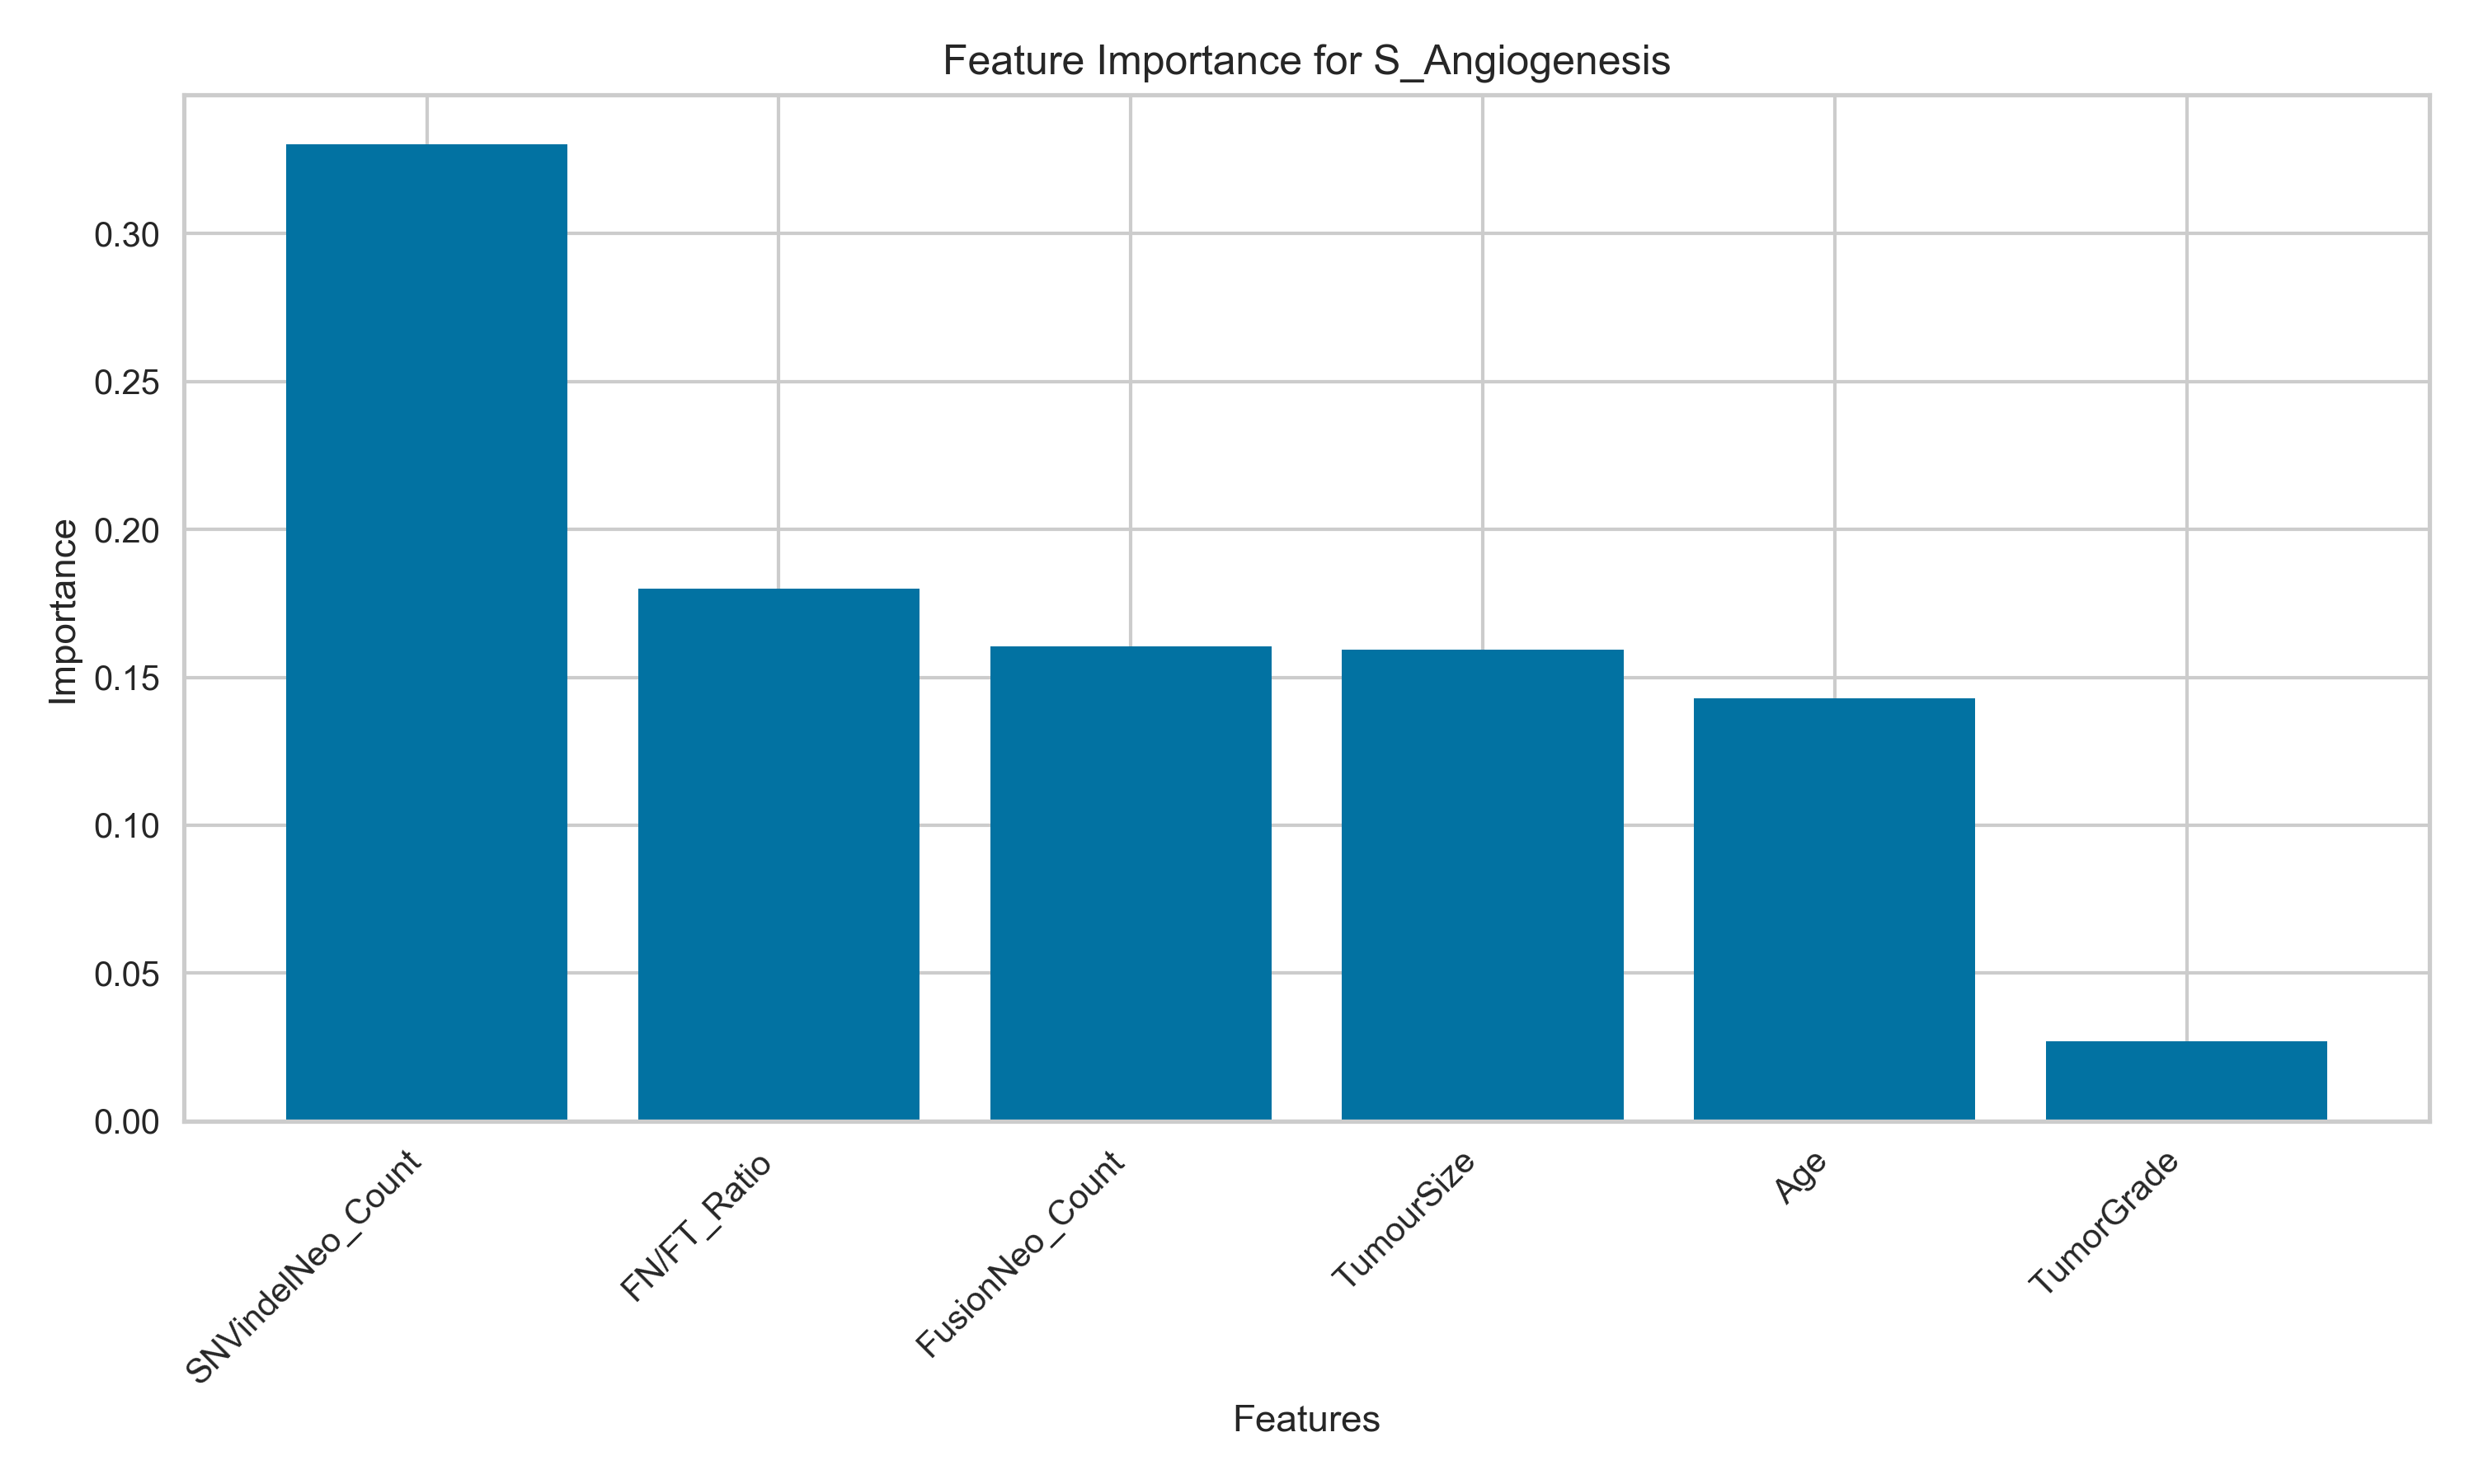 Feature Importance for S_Angiogenesis
Importance
0.30
0.25
0.20
0.15
0.10
0.05
0.00
SNVindelNeo_Count
FN/FT_Ratio
FusionNeo_Count
TumourSize
Age
TumorGrade
Features